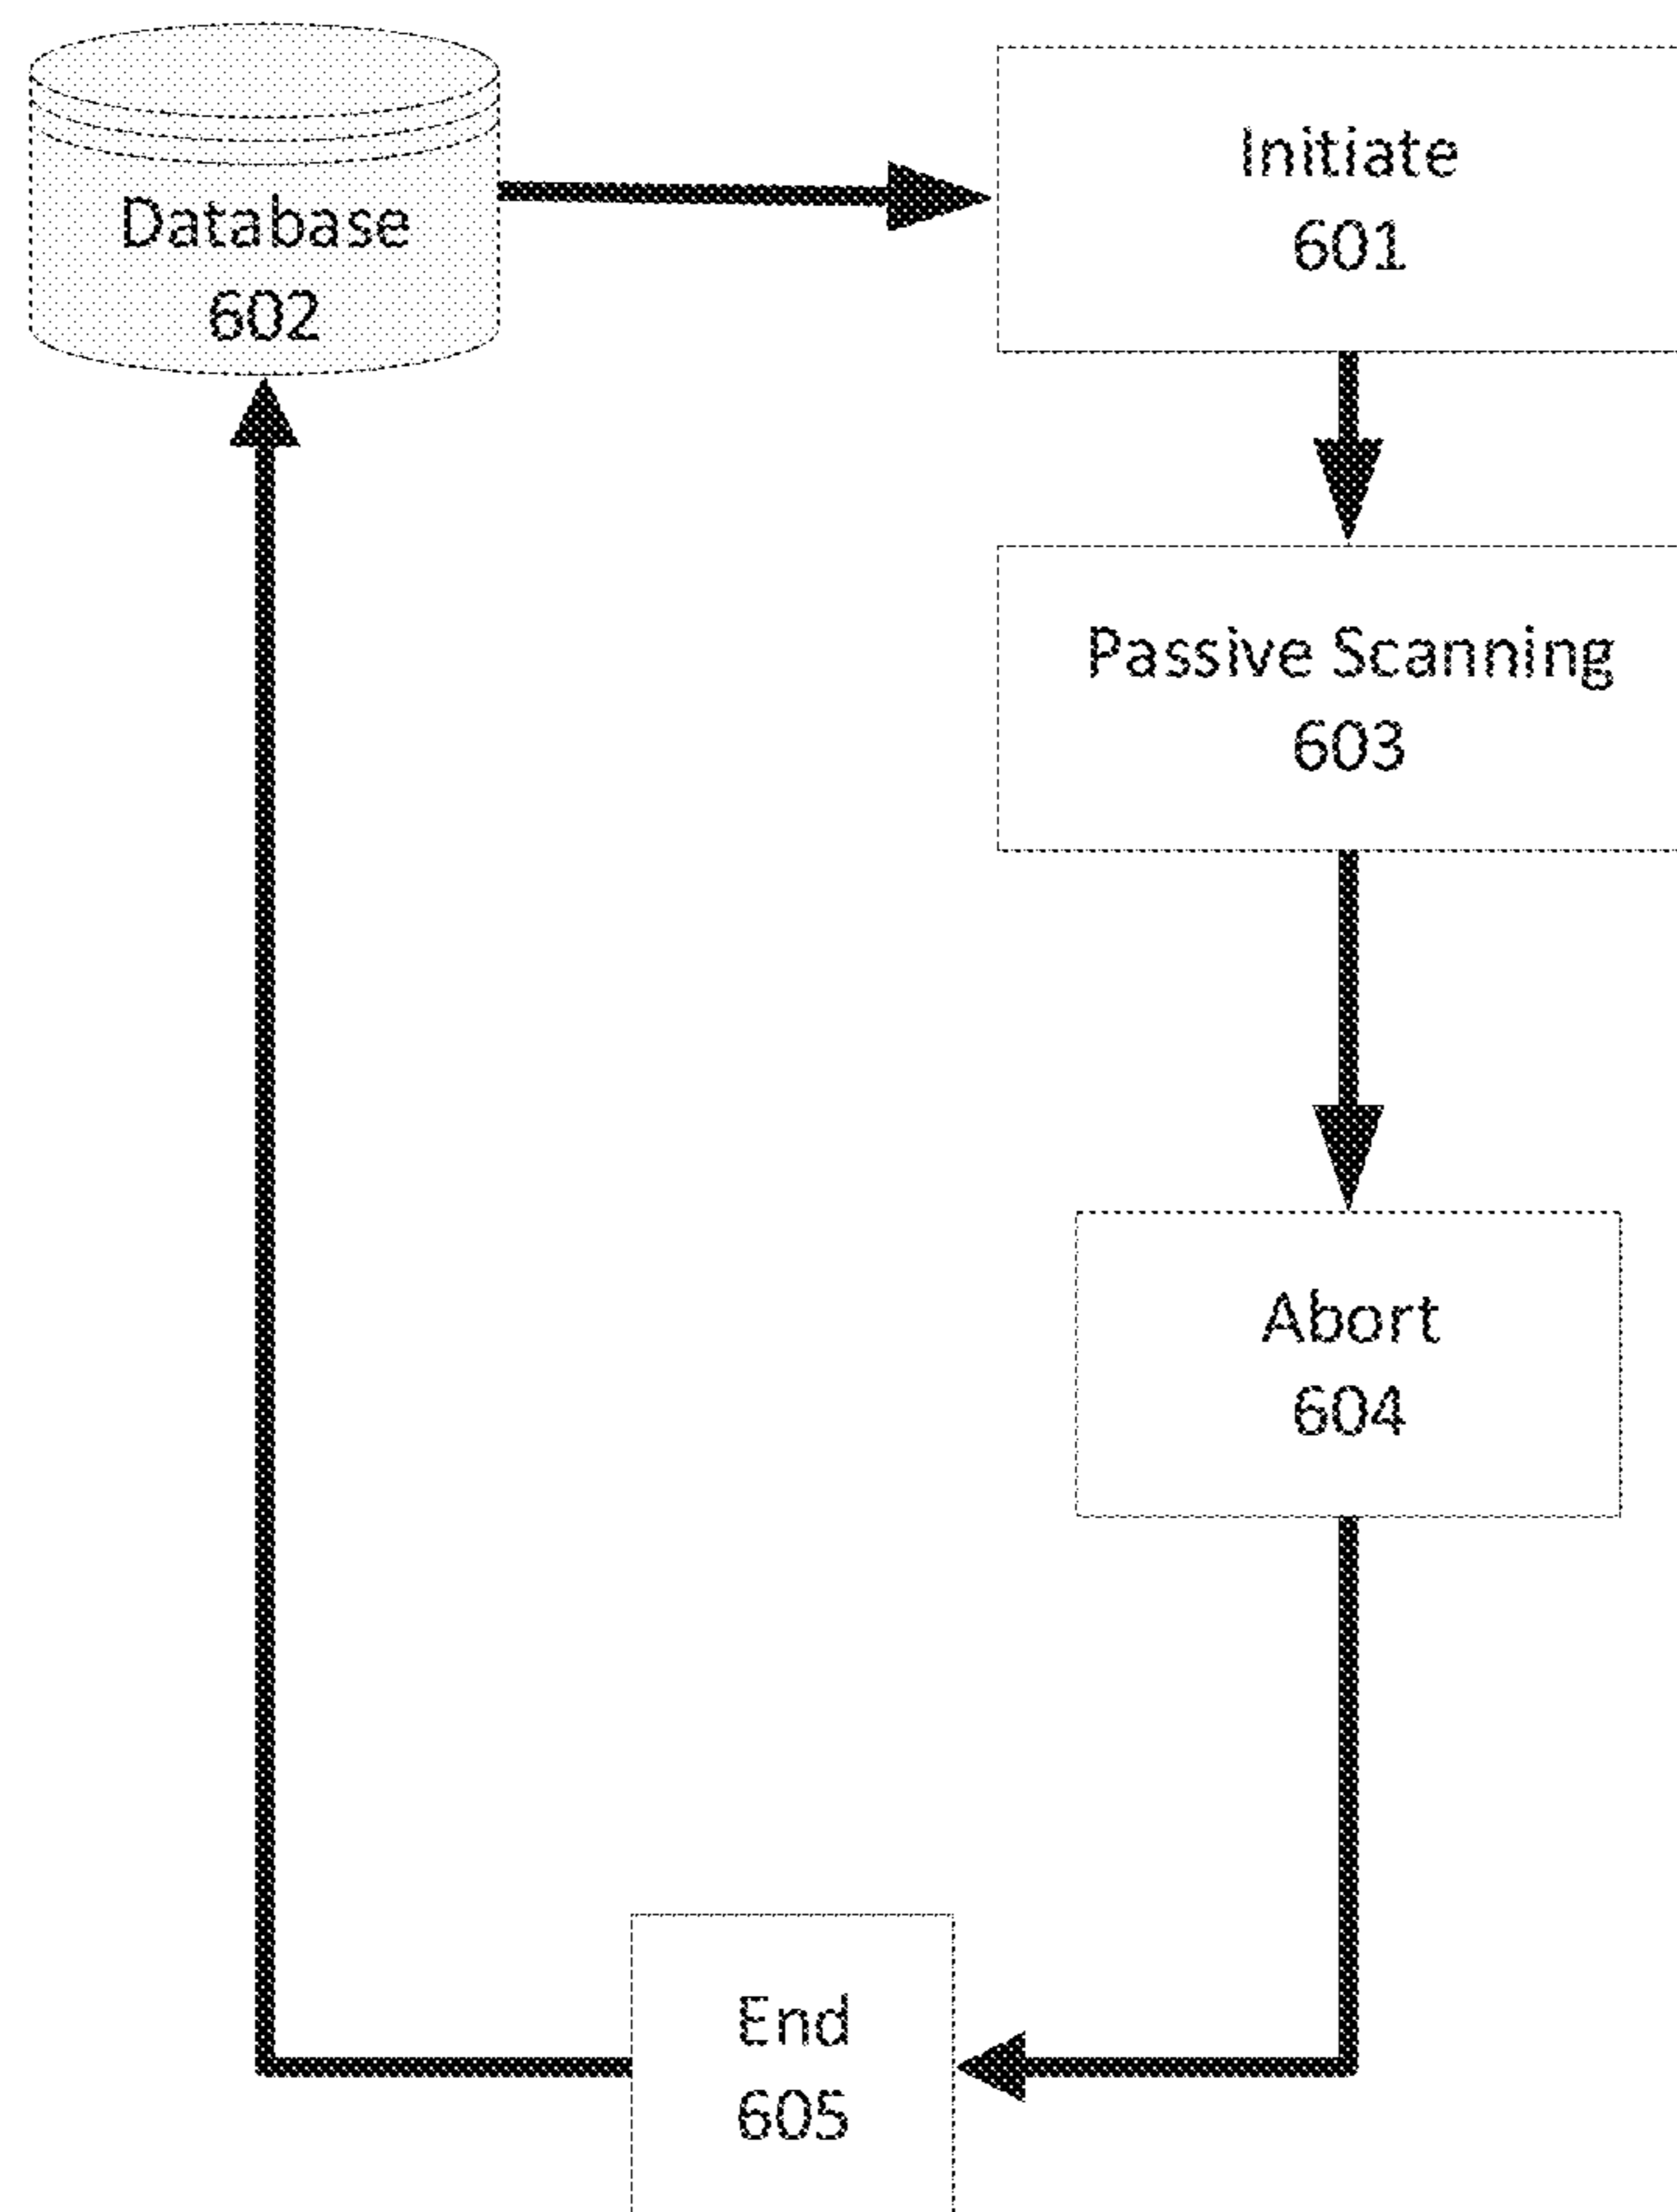 Database
602
Initiate
601
Passive Scanning
603
Abort
604
End
605